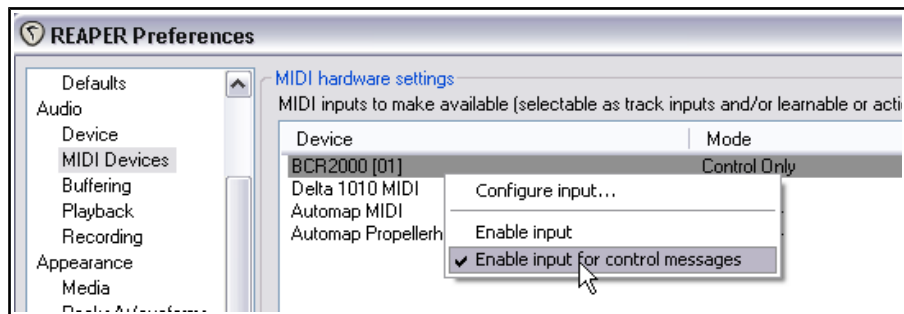 REAPER Preferences
Defaults
Audio
Device
MIDI Devices
Buffering
Playback
Recording
Appearance
Media
MIDI hardware settings
MIDI inputs to make available (selectable as track inputs and/or learnable or acti
Device Mode
BCR2000 [01] Control Only
Delta 1010 MIDI
Automap MIDI
Automap Propellerh
Configure input...
Enable input
Enable input for control messages